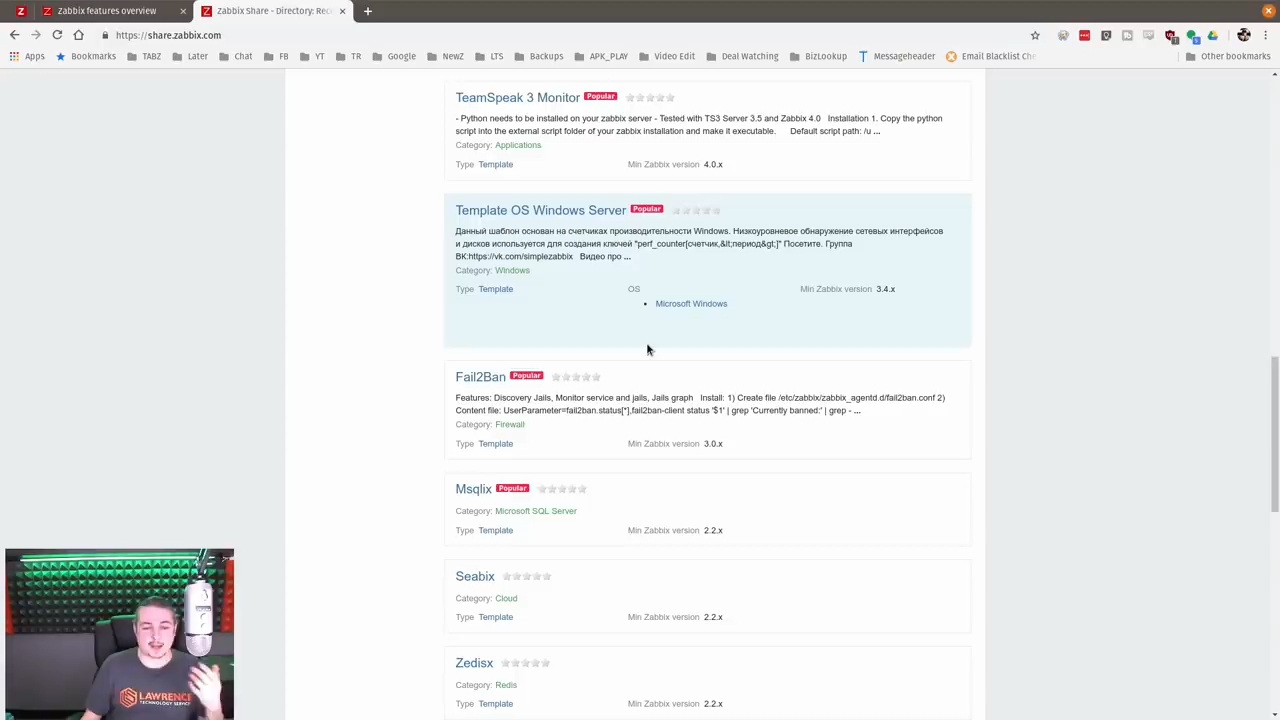 Zabbix features overview
Zabbix Share - Directory: Rec
https://share.zabbix.com
Apps
Bookmarks
TABZ
Later
Chat
FB
YT
TR
Google
NewZ
LTS
Backups
APK_PLAY
Video Edit
Deal Watching
BizLookup
Messageheader
Email Blacklist Che
Other bookmarks
TeamSpeak 3 Monitor Popular
- Python needs to be installed on your zabbix server - Tested with TS3 Server 3.5 and Zabbix 4.0 Installation 1. Copy the python
script into the external script folder of your zabbix installation and make it executable. Default script path: /u ...
Category: Applications
Type Template Min Zabbix version 4.0.x
Template OS Windows Server Popular
Данный шаблон основан на счетчиках производительности Windows. Низкоуровневое обнаружение сетевых интерфейсов
и дисков используется для создания ключей "perf_counter[счетчик,&lt;период&gt;]" Посетите. Группа
ВК:https://vk.com/simplezabbix Видео про ...
Category: Windows
Type Template OS Min Zabbix version 3.4.x
• Microsoft Windows
Fail2Ban Popular
Features: Discovery Jails, Monitor service and jails, Jails graph Install: 1) Create file /etc/zabbix/zabbix_agentd.d/fail2ban.conf 2)
Content file: UserParameter=fail2ban.status[*],fail2ban-client status '$1' | grep 'Currently banned:' | grep - ...
Category: Firewall
Type Template Min Zabbix version 3.0.x
Msqlix Popular
Category: Microsoft SQL Server
Type Template Min Zabbix version 2.2.x
Seabix
Category: Cloud
Type Template Min Zabbix version 2.2.x
Zedisx
Category: Redis
Type Template Min Zabbix version 2.2.x
LAWRENCE
TECHNOLOGY SERVICES